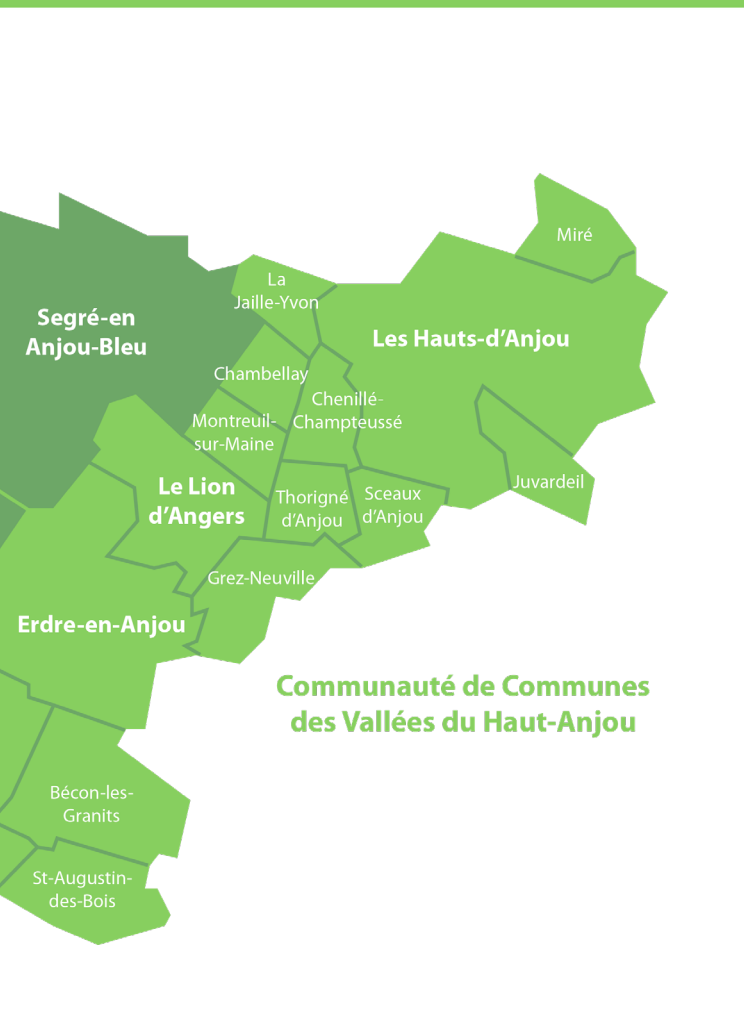 Miré
La
Jaille-Yvon
Segré-en
Anjou-Bleu
Les Hauts-d’Anjou
Chambellay
Chenillé-
Champteussé
Montreuil-
sur-Maine
Le Lion
d’Angers
Thorigné
d’Anjou
Sceaux
d’Anjou
Juvardeil
Grez-Neuville
Erdre-en-Anjou
Communauté de Communes
des Vallées du Haut-Anjou
Bécon-les-
Granits
St-Augustin-
des-Bois